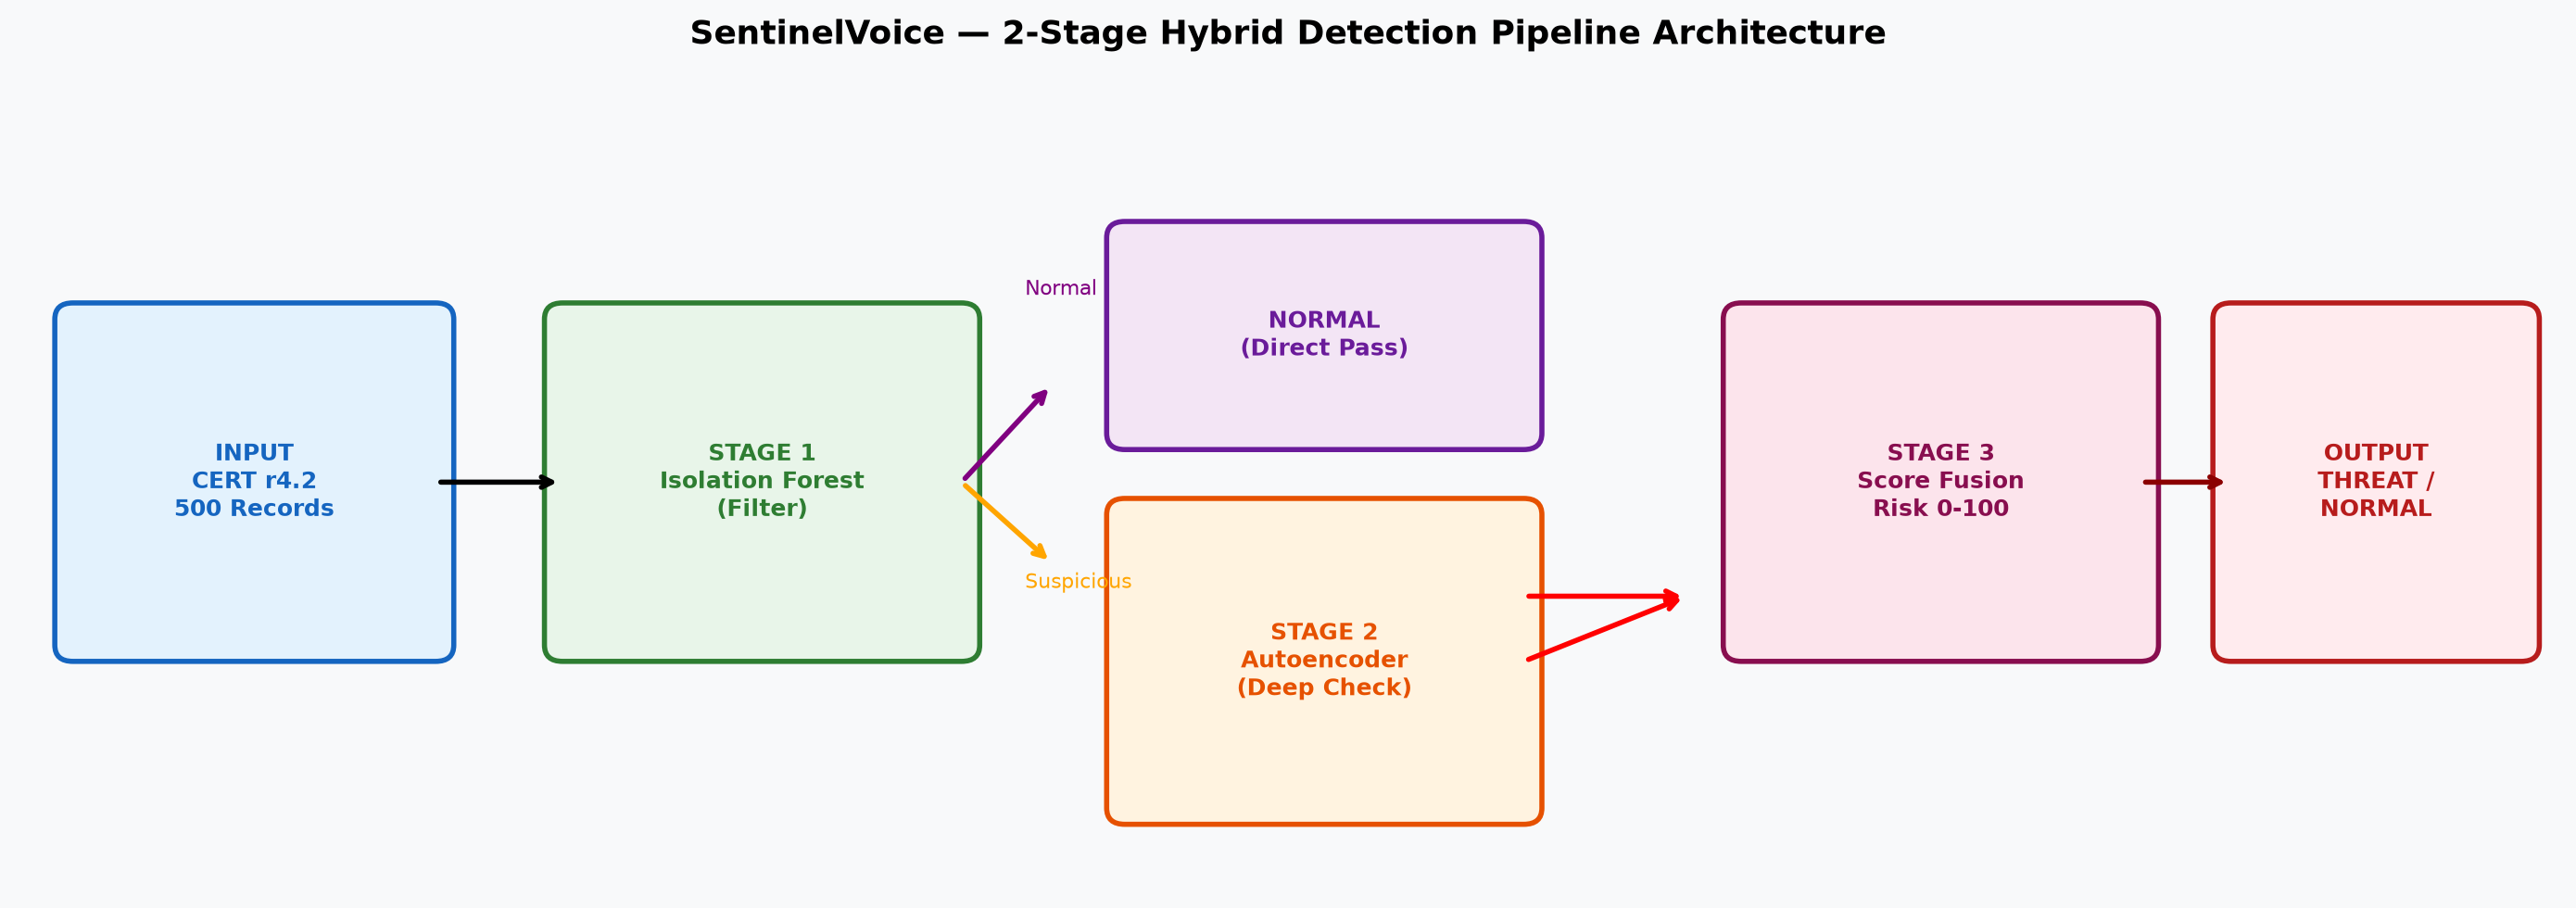 SentinelVoice — 2-Stage Hybrid Detection Pipeline Architecture
INPUT
CERT r4.2
500 Records
STAGE 1
Isolation Forest
(Filter)
Normal
Suspicious
NORMAL
(Direct Pass)
STAGE 2
Autoencoder
(Deep Check)
STAGE 3
Score Fusion
Risk 0-100
OUTPUT
THREAT /
NORMAL